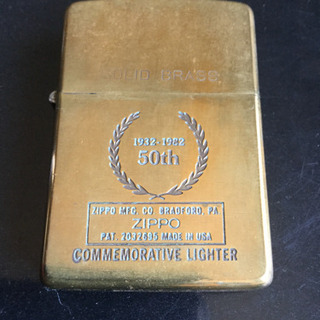 SOLID BRASS
1932-1982
50th
ZIPPO MFG. CO. BRADFORD, PA.
ZIPPO
PAT. 2032695 MADE IN USA
COMMEMORATIVE LIGHTER